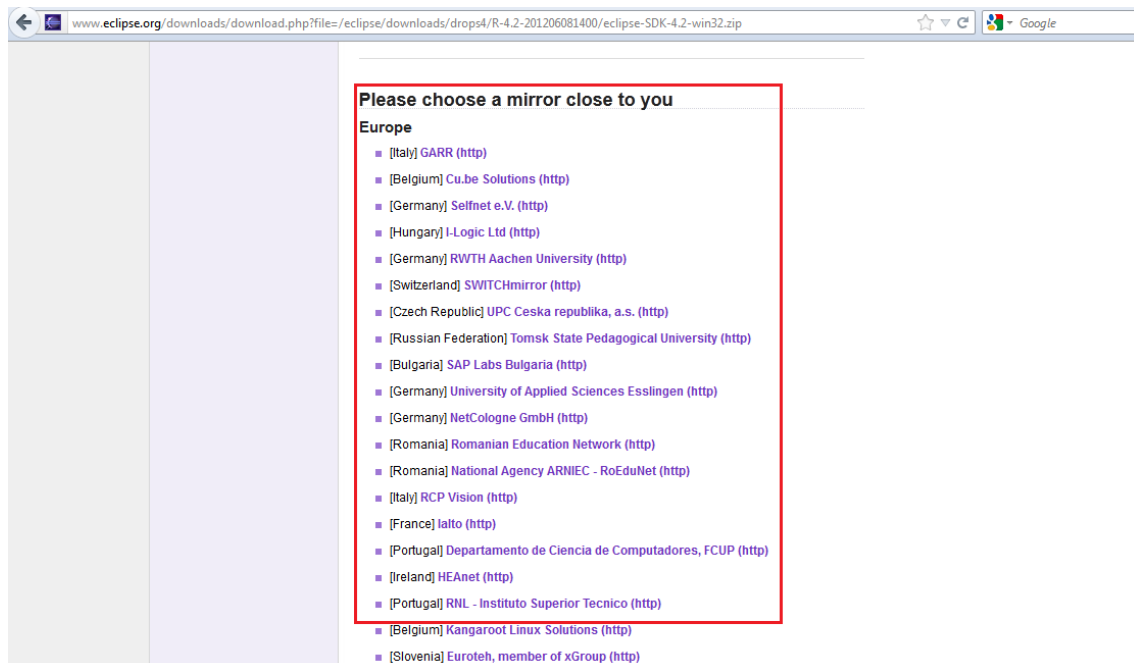 www.eclipse.org/downloads/download.php?file=/eclipse/downloads/drops4/R-4.2-201206081400/eclipse-SDK-4.2-win32.zip
Google
Please choose a mirror close to you
Europe
[Italy] GARR (http)
[Belgium] Cu.be Solutions (http)
[Germany] Selfnet e.V. (http)
[Hungary] I-Logic Ltd (http)
[Germany] RWTH Aachen University (http)
[Switzerland] SWITCHmirror (http)
[Czech Republic] UPC Ceska republika, a.s. (http)
[Russian Federation] Tomsk State Pedagogical University (http)
[Bulgaria] SAP Labs Bulgaria (http)
[Germany] University of Applied Sciences Esslingen (http)
[Germany] NetCologne GmbH (http)
[Romania] Romanian Education Network (http)
[Romania] National Agency ARNIEC - RoEduNet (http)
[Italy] RCP Vision (http)
[France] Ialto (http)
[Portugal] Departamento de Ciencia de Computadores, FCUP (http)
[Ireland] HEAnet (http)
[Portugal] RNL - Instituto Superior Tecnico (http)
[Belgium] Kangaroot Linux Solutions (http)
[Slovenia] Euroteh, member of xGroup (http)